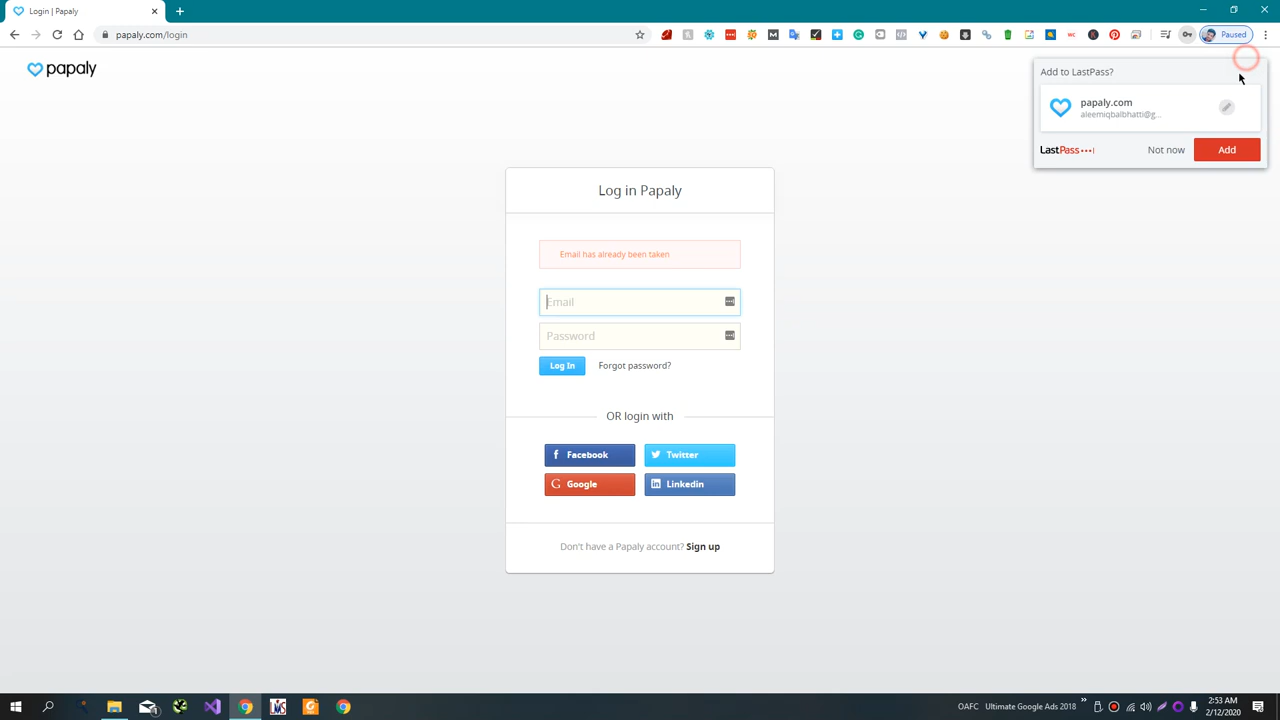 Login | Papaly
papaly.com/login
Paused
papaly
Add to LastPass?
papaly.com
aleemiqbalbhatti@g...
LastPass
Not now
Add
Log in Papaly
Email has already been taken
Email
Password
Log In
Forgot password?
OR login with
Facebook
Twitter
Google
Linkedin
Don't have a Papaly account? Sign up
OAFC
Ultimate Google Ads 2018
2:53 AM
2/12/2020